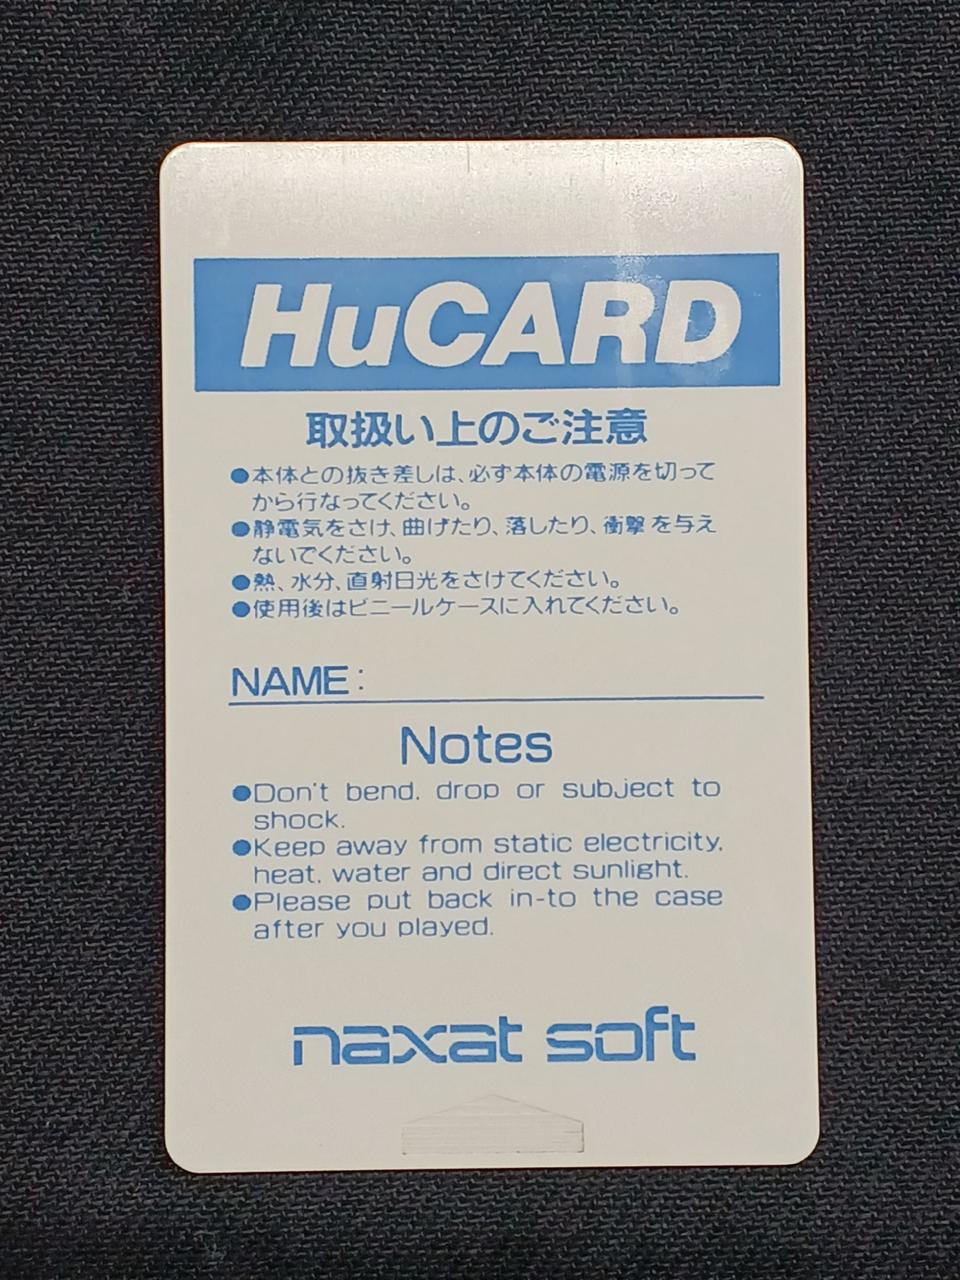 HuCARD
取扱い上のご注意
●本体との抜き差しは、必ず本体の電源を切って
から行なってください。
●静電気をさけ、曲げたり、落したり、衝撃を与え
ないでください。
●熱、水分、直射日光をさけてください。
●使用後はビニールケースに入れてください。
NAME:
Notes
●Don't bend. drop or subject to
shock.
●Keep away from static electricity.
heat. water and direct sunlight.
●Please put back in-to the case
after you played.
naxat soft